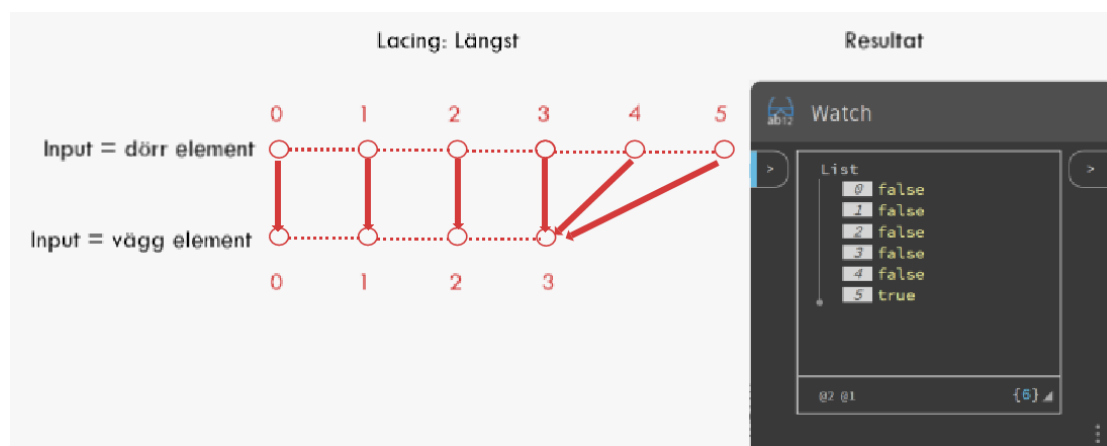 Lacing: Längst
Resultat
0 1 2 3 4 5
Input = dörr element
Input = vägg element
0 1 2 3
ab12 Watch
>
>
List
0 false
1 false
2 false
3 false
4 false
5 true
@2 @1 {6}